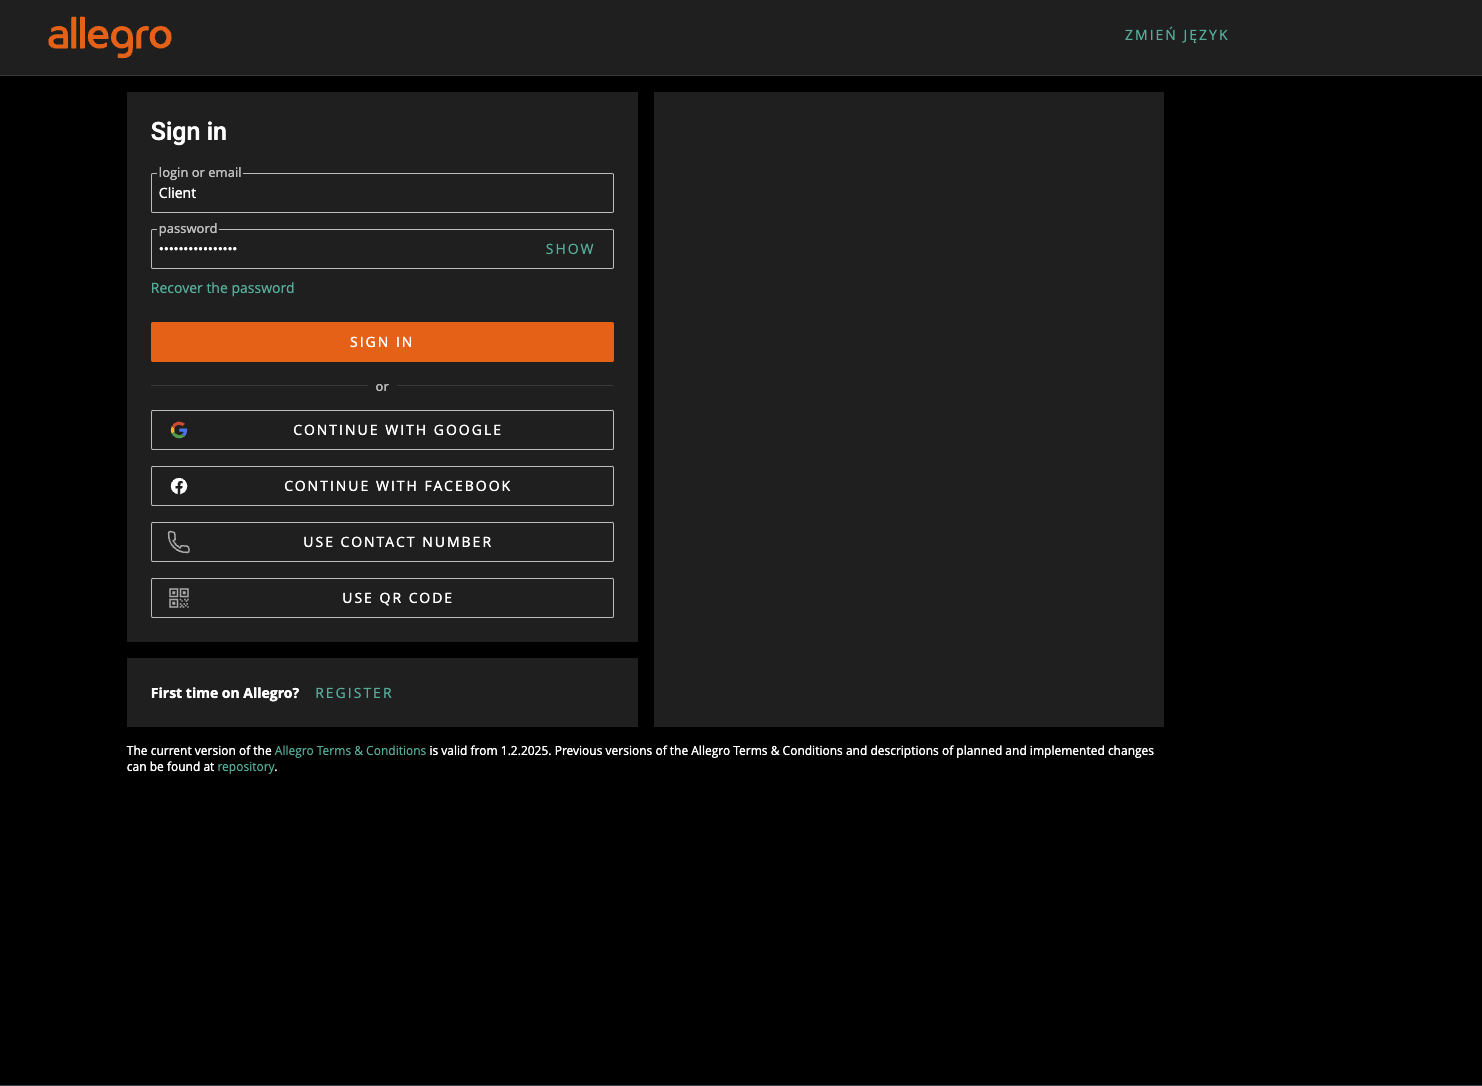 allegro
ZMIEŃ JĘZYK
Sign in
login or email
Client
password
••••••••••••••••
SHOW
Recover the password
SIGN IN
or
CONTINUE WITH GOOGLE
CONTINUE WITH FACEBOOK
USE CONTACT NUMBER
USE QR CODE
First time on Allegro? REGISTER
The current version of the Allegro Terms & Conditions is valid from 1.2.2025. Previous versions of the Allegro Terms & Conditions and descriptions of planned and implemented changes
can be found at repository.